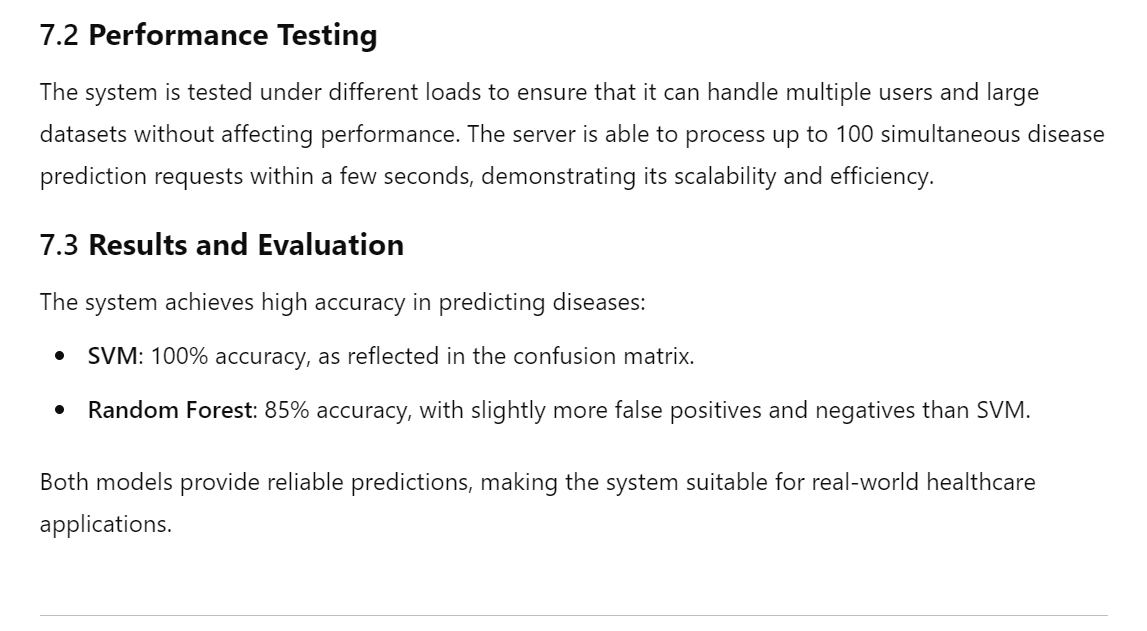 7.2 Performance Testing
The system is tested under different loads to ensure that it can handle multiple users and large
datasets without affecting performance. The server is able to process up to 100 simultaneous disease
prediction requests within a few seconds, demonstrating its scalability and efficiency.
7.3 Results and Evaluation
The system achieves high accuracy in predicting diseases:
• SVM: 100% accuracy, as reflected in the confusion matrix.
• Random Forest: 85% accuracy, with slightly more false positives and negatives than SVM.
Both models provide reliable predictions, making the system suitable for real-world healthcare
applications.